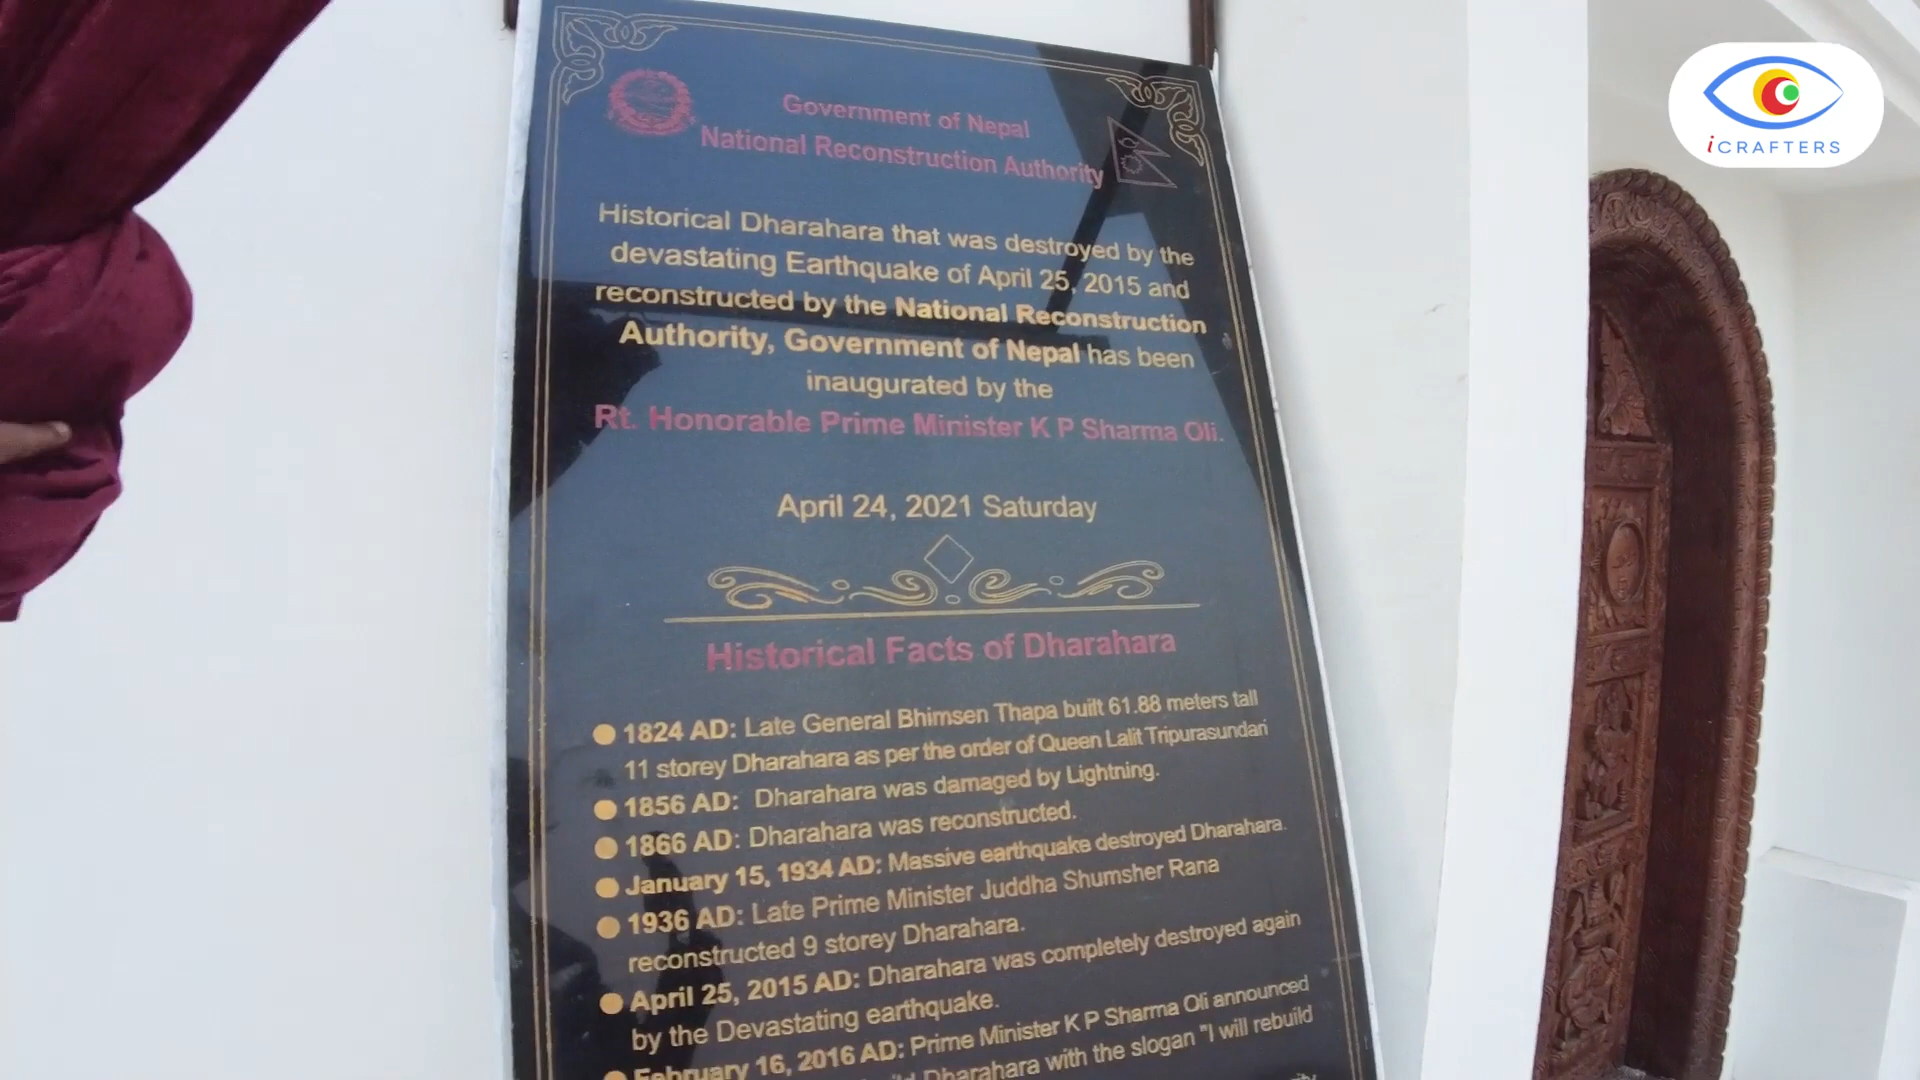 iCRAFTERS
Government of Nepal
National Reconstruction Authority
Historical Dharahara that was destroyed by the
devastating Earthquake of April 25, 2015 and
reconstructed by the National Reconstruction
Authority, Government of Nepal has been
inaugurated by the
Rt. Honorable Prime Minister K P Sharma Oli.
April 24, 2021 Saturday
Historical Facts of Dharahara
● 1824 AD: Late General Bhimsen Thapa built 61.88 meters tall
11 storey Dharahara as per the order of Queen Lalit Tripurasundari
● 1856 AD: Dharahara was damaged by Lightning.
● 1866 AD: Dharahara was reconstructed.
● January 15, 1934 AD: Massive earthquake destroyed Dharahara.
● 1936 AD: Late Prime Minister Juddha Shumsher Rana
reconstructed 9 storey Dharahara.
● April 25, 2015 AD: Dharahara was completely destroyed again
by the Devastating earthquake.
● February 16, 2016 AD: Prime Minister K P Sharma Oli announced
Dharahara with the slogan "I will rebuild